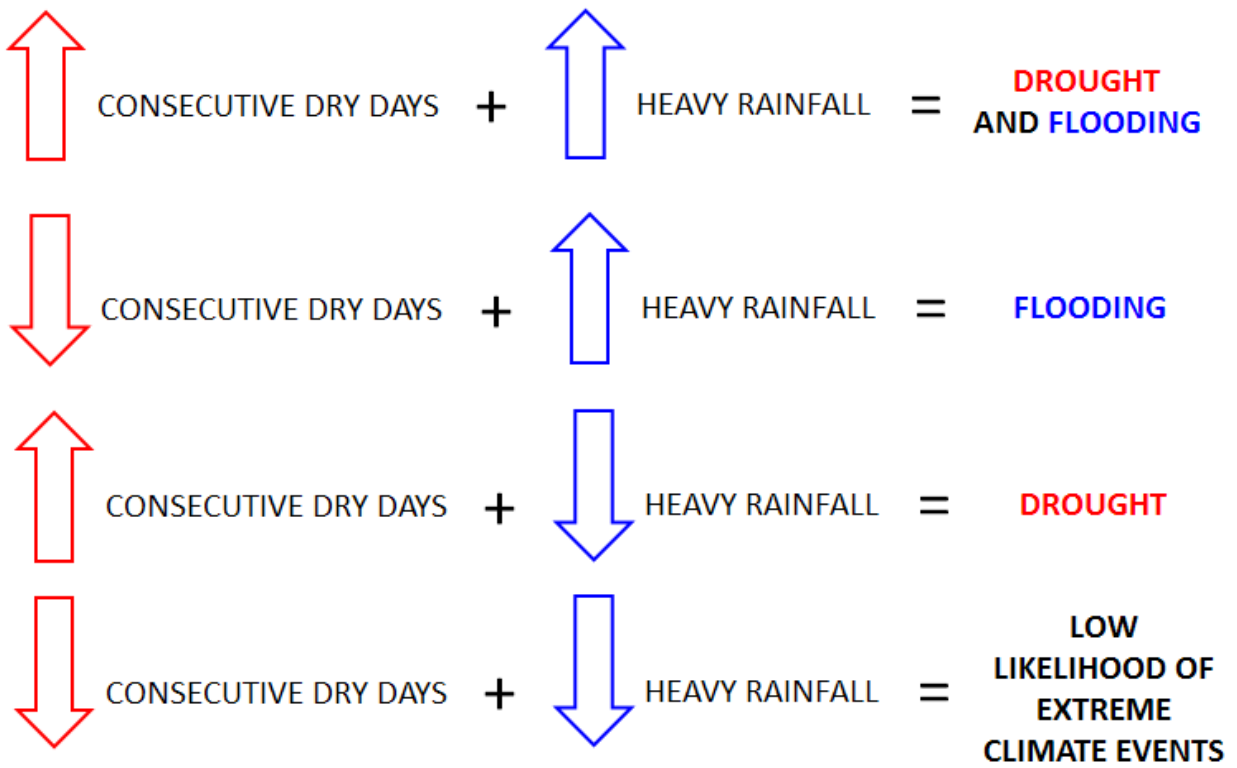 CONSECUTIVE DRY DAYS + HEAVY RAINFALL = DROUGHT
AND FLOODING
CONSECUTIVE DRY DAYS + HEAVY RAINFALL = FLOODING
CONSECUTIVE DRY DAYS + HEAVY RAINFALL = DROUGHT
CONSECUTIVE DRY DAYS + HEAVY RAINFALL = LOW
LIKELIHOOD OF
EXTREME
CLIMATE EVENTS